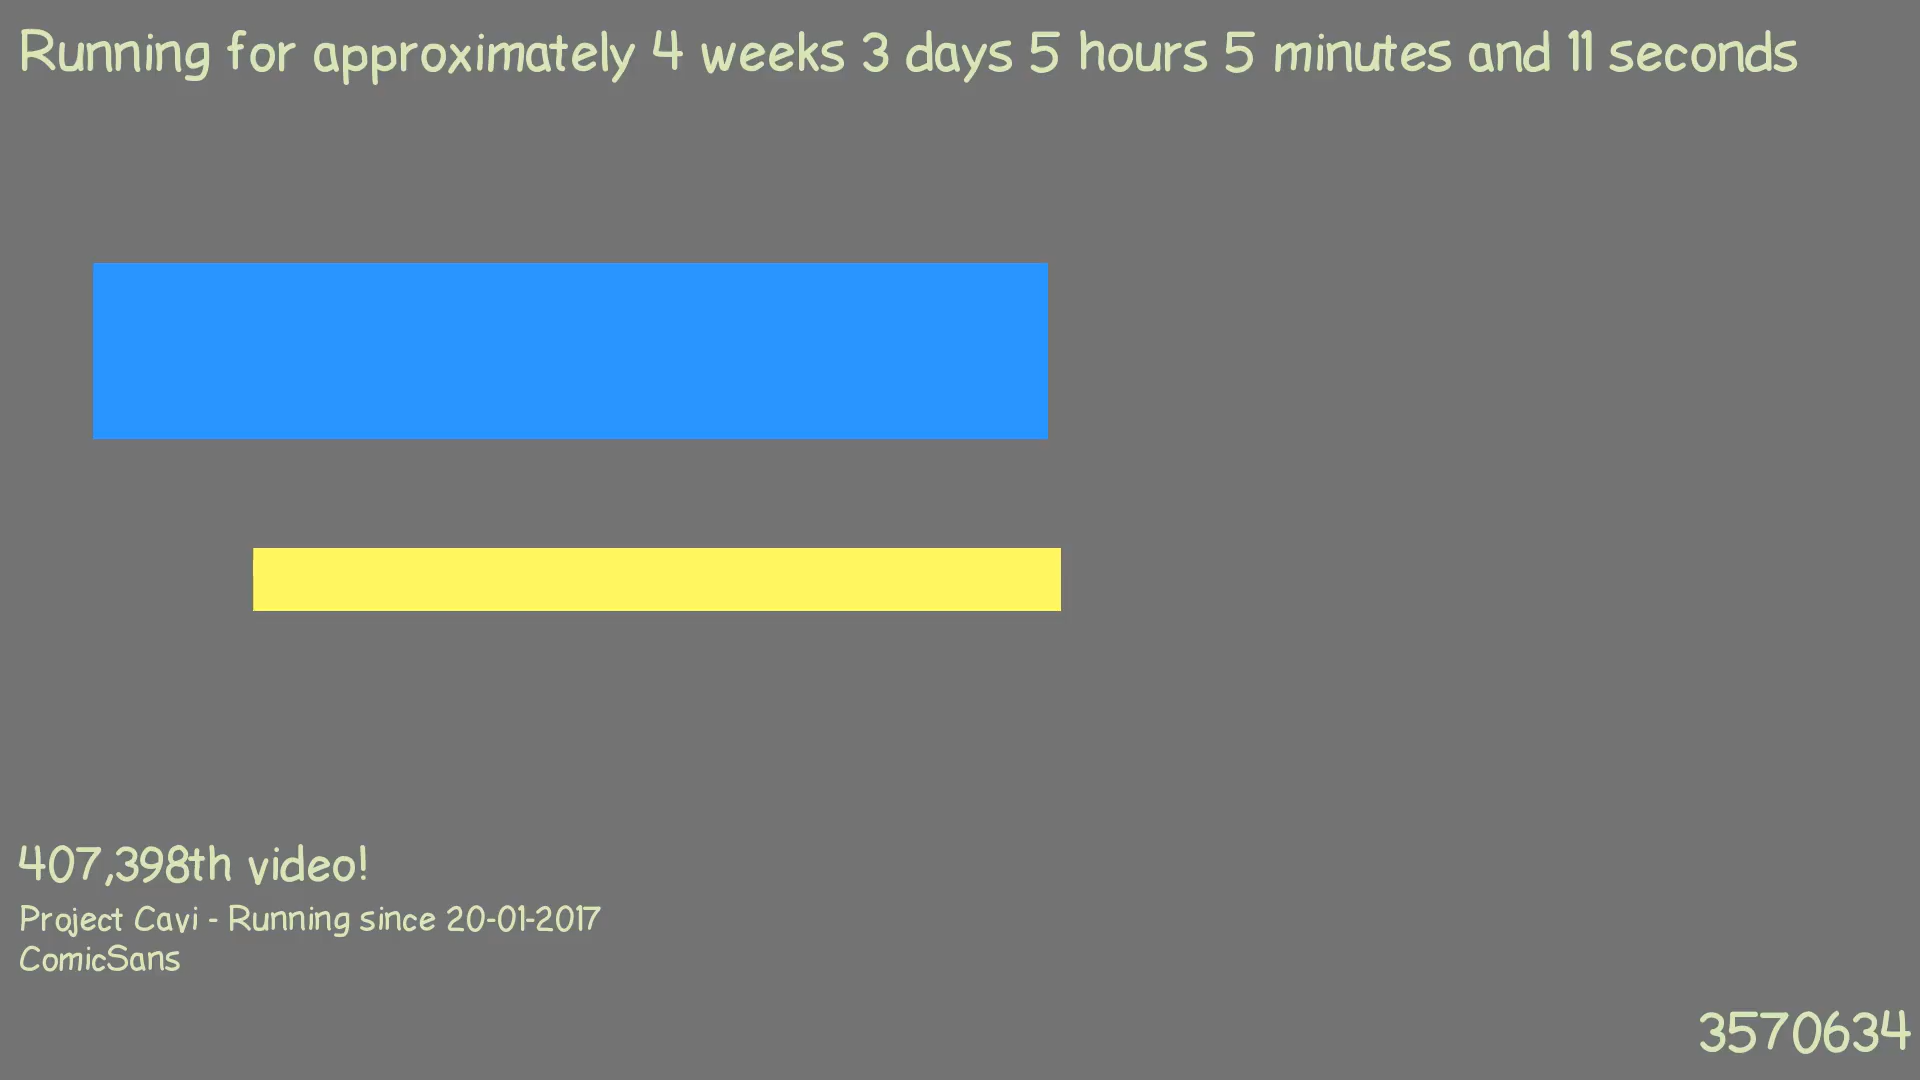 Running for approximately 4 weeks 3 days 5 hours 5 minutes and 11 seconds
407,398th video!
Project Cavi - Running since 20-01-2017
ComicSans
3570634